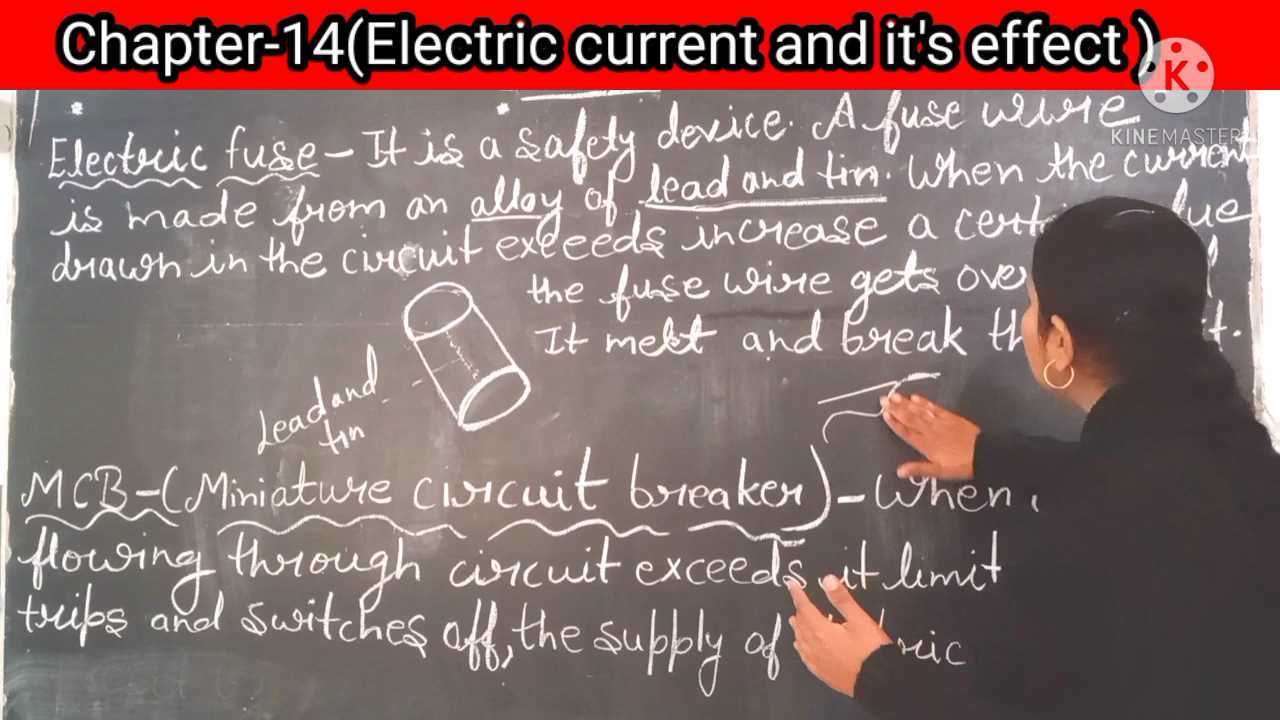 Chapter-14(Electric current and it's effect )
K
KINEMASTER
Electric fuse - It is a safety device. A fuse wire
is made from an alloy of lead and tin. When the current
drawn in the circuit exceeds increase a
the fuse wire gets
It melt and break
Lead and
tin
MCB-(Miniature circuit breaker) - When
flowing through circuit exceeds it limit
trips and switches off, the supply of